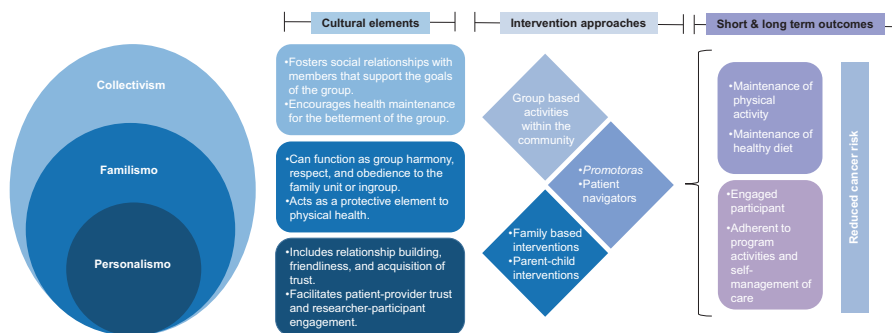 Cultural elements
Intervention approaches
Short & long term outcomes
Collectivism
Familismo
Personalismo
•Fosters social relationships with
members that support the goals
of the group.
•Encourages health maintenance
for the betterment of the group.
•Can function as group harmony,
respect, and obedience to the
family unit or ingroup.
•Acts as a protective element to
physical health.
•Includes relationship building,
friendliness, and acquisition of
trust.
•Facilitates patient-provider trust
and researcher-participant
engagement.
Group based
activities
within the
community
•Promotoras
•Patient
navigators
•Family based
interventions
•Parent-child
interventions
•Maintenance of
physical
activity
•Maintenance of
healthy diet
•Engaged
participant
•Adherent to
program
activities and
self-
management of
care
Reduced cancer risk